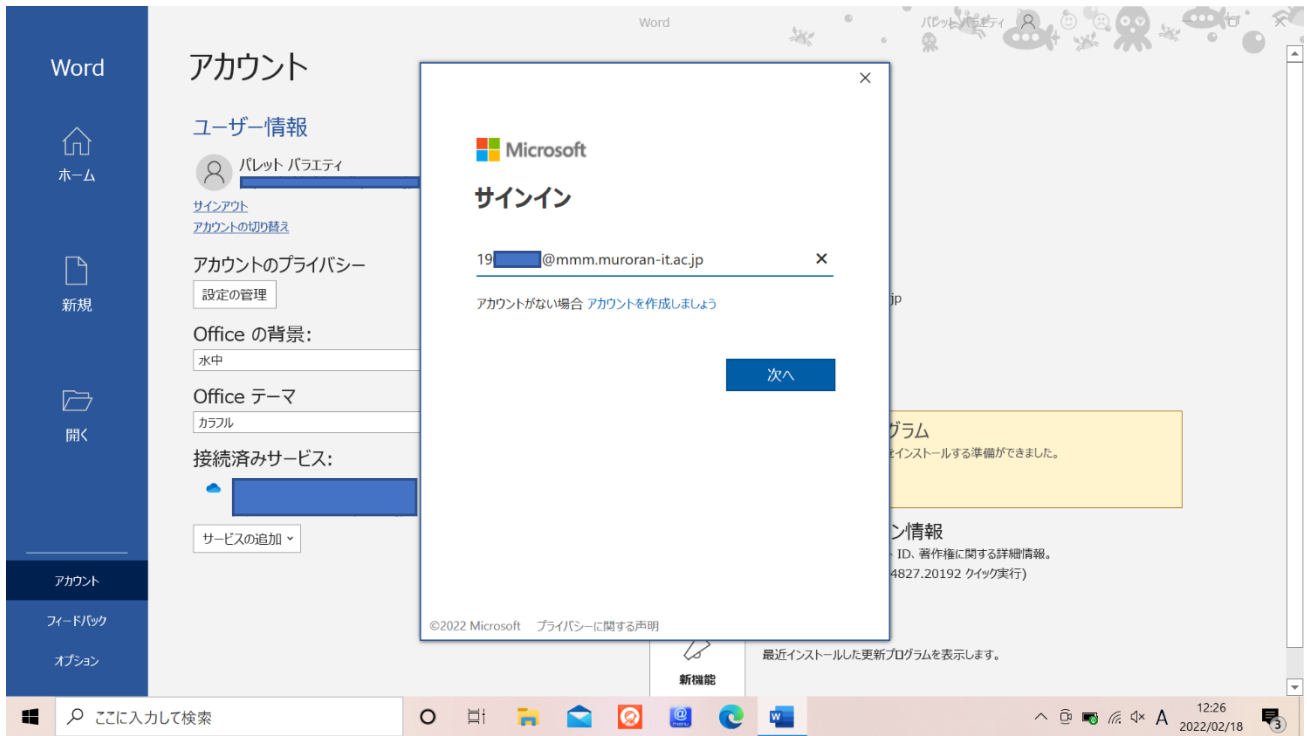 Word
パレット バラエティ
Word
ホーム
新規
開く
アカウント
フィードバック
オプション
アカウント
ユーザー情報
パレット バラエティ
サインアウト
アカウントの切り替え
アカウントのプライバシー
設定の管理
Office の背景:
水中
Office テーマ
カラフル
接続済みサービス:
サービスの追加
Microsoft
サインイン
19 @mmm.muroran-it.ac.jp
アカウントがない場合 アカウントを作成しましょう
次へ
©2022 Microsoft プライバシーに関する声明
jp
グラム
をインストールする準備ができました。
ン情報
ID、著作権に関する詳細情報。
4827.20192 クイック実行)
新機能
最近インストールした更新プログラムを表示します。
ここに入力して検索
A
12:26
2022/02/18
3